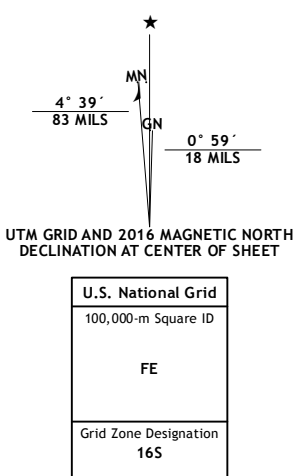 ★
MN
4° 39´
83 MILS
GN
0° 59´
18 MILS
UTM GRID AND 2016 MAGNETIC NORTH
DECLINATION AT CENTER OF SHEET
U.S. National Grid
100,000-m Square ID
FE
Grid Zone Designation
16S